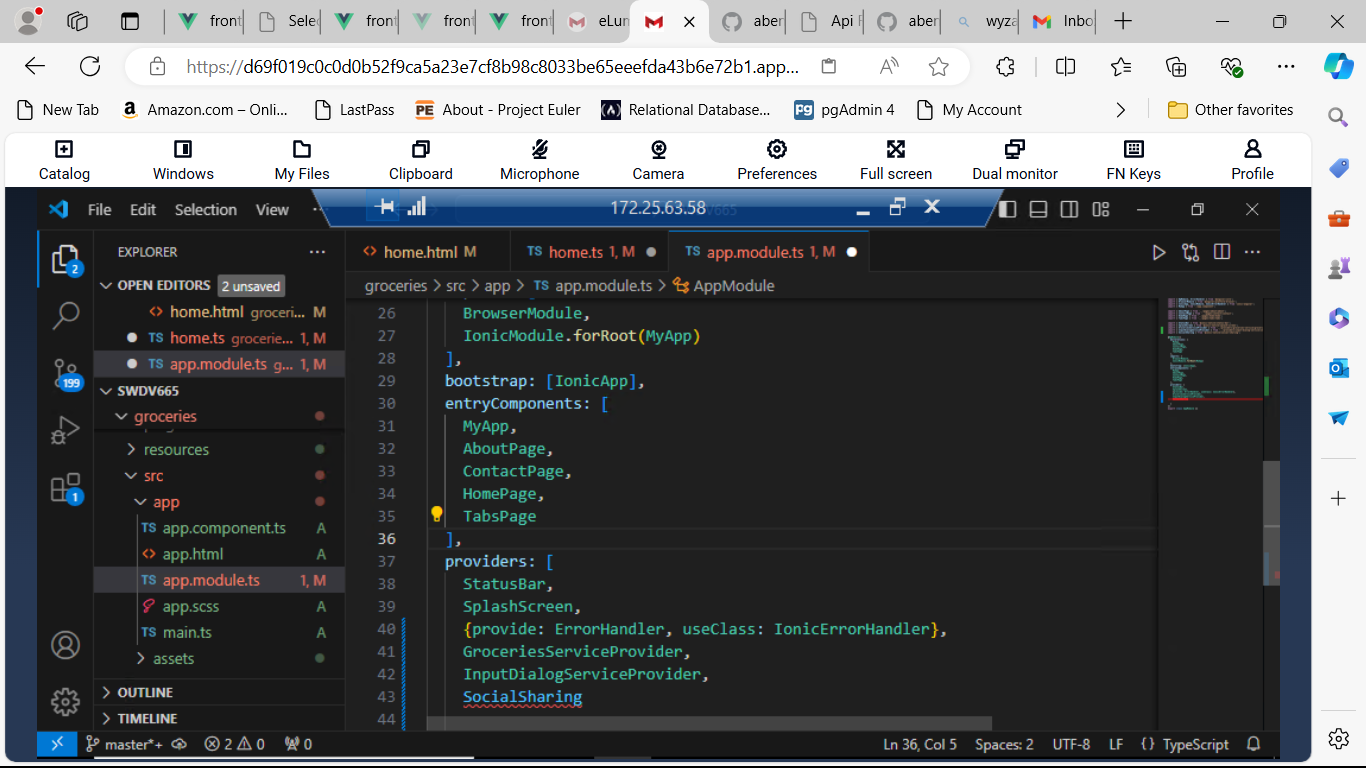 front
Selec
front
front
front
eLun
aber
Api F
aber
wyza
Inbo
https://d69f019c0c0d0b52f9ca5a23e7cf8b98c8033be65eeefda43b6e72b1.app...
New Tab
Amazon.com – Onli...
LastPass
PE About - Project Euler
(A) Relational Database...
pg pgAdmin 4
My Account
Other favorites
Catalog
Windows
My Files
Clipboard
Microphone
Camera
Preferences
Full screen
Dual monitor
FN Keys
Profile
File Edit Selection View
172.25.63.58
EXPLORER
<> home.html M
TS home.ts 1, M
TS app.module.ts 1, M
OPEN EDITORS 2 unsaved
groceries > src > app > TS app.module.ts > AppModule
<> home.html groceri... M
TS home.ts grocerie... 1, M
TS app.module.ts g... 1, M
SWDV665
groceries
resources
src
app
TS app.component.ts A
<> app.html A
TS app.module.ts 1, M
app.scss A
TS main.ts A
assets
OUTLINE
TIMELINE
2
199
1
26 BrowserModule,
27 IonicModule.forRoot(MyApp)
28 ],
29 bootstrap: [IonicApp],
30 entryComponents: [
31 MyApp,
32 AboutPage,
33 ContactPage,
34 HomePage,
35 TabsPage
36 ],
37 providers: [
38 StatusBar,
39 SplashScreen,
40 {provide: ErrorHandler, useClass: IonicErrorHandler},
41 GroceriesServiceProvider,
42 InputDialogServiceProvider,
43 SocialSharing
44
master*+
2 0
0
Ln 36, Col 5
Spaces: 2
UTF-8
LF
{} TypeScript